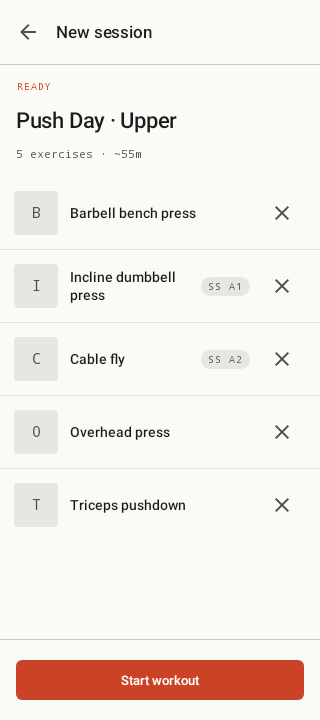 New session
READY
Push Day · Upper
5 exercises · ~55m
B
Barbell bench press
I
Incline dumbbell
press
SS A1
C
Cable fly
SS A2
O
Overhead press
T
Triceps pushdown
Start workout